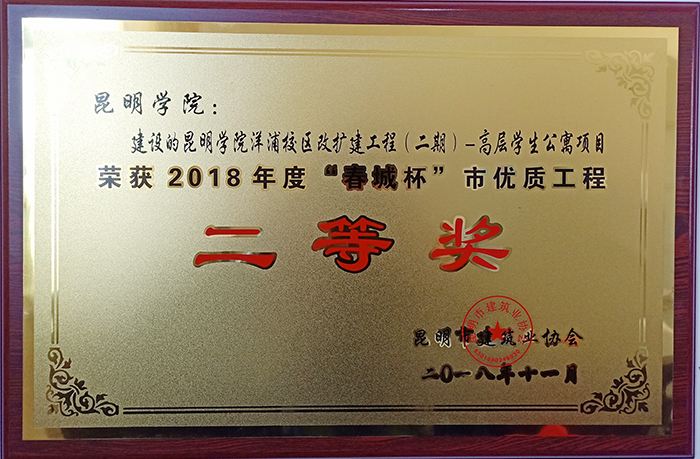 昆明学院：
建设的昆明学院洋浦校区改扩建工程（二期）-高层学生公寓项目
荣获 2018 年度 “春城杯” 市优质工程
二等奖
昆明市建筑业协会
二〇一八年十一月